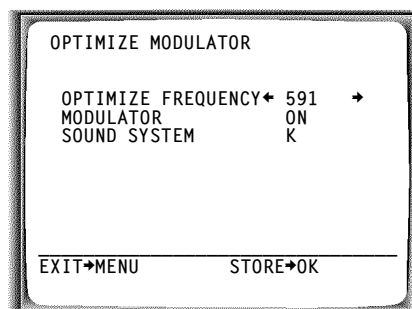 OPTIMIZE MODULATOR
OPTIMIZE FREQUENCY← 591 →
MODULATOR ON
SOUND SYSTEM K
EXIT→MENU STORE→OK